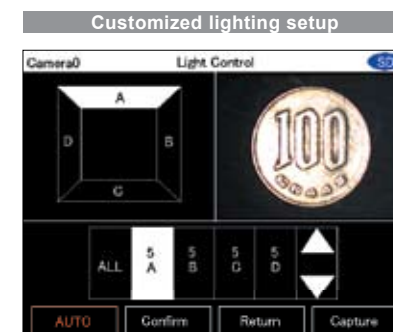 Customized lighting setup
Camera0 Light Control SD
A
D B
C
100
ALL 5 A 5 B 5 C 5 D
AUTO Confirm Return Capture